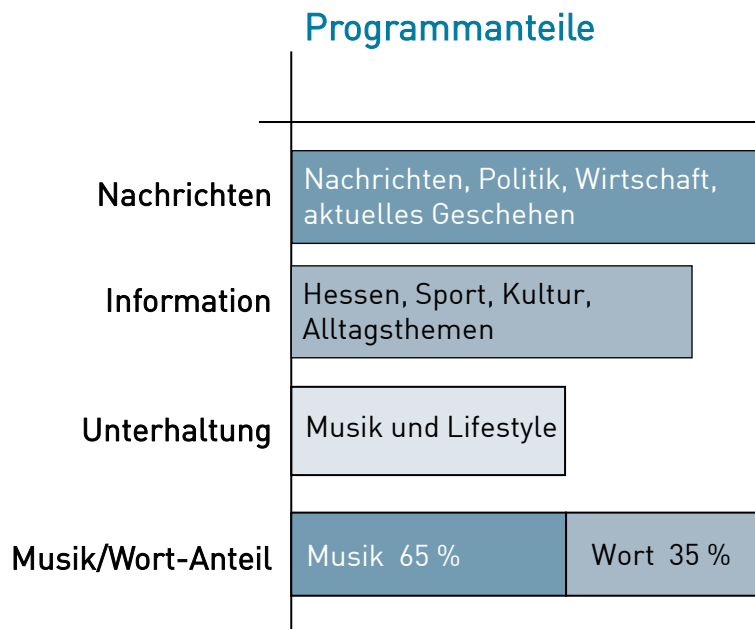 Programmanteile
Nachrichten
Nachrichten, Politik, Wirtschaft,
aktuelles Geschehen
Information
Hessen, Sport, Kultur,
Alltagsthemen
Unterhaltung
Musik und Lifestyle
Musik/Wort-Anteil
Musik 65 %
Wort 35 %